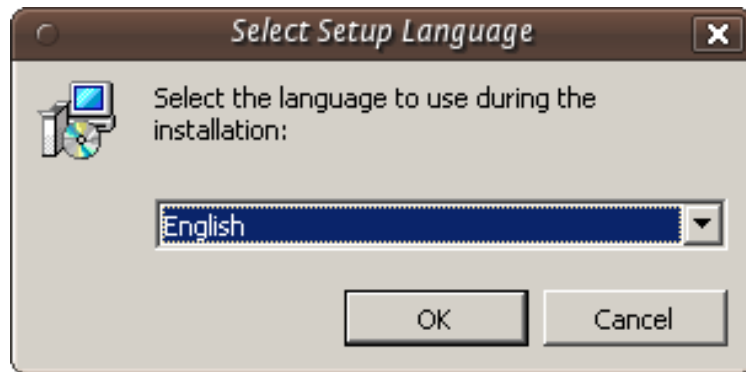 Select Setup Language
Select the language to use during the
installation:
English
OK
Cancel